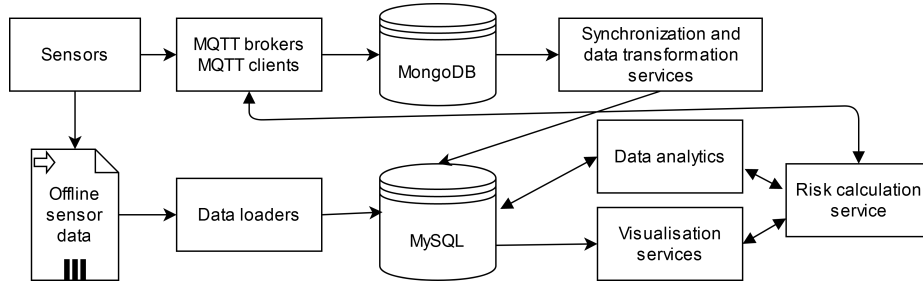 Sensors
MQTT brokers
MQTT clients
MongoDB
Synchronization and
data transformation
services
Offline
sensor
data
Data loaders
MySQL
Data analytics
Visualisation
services
Risk calculation
service